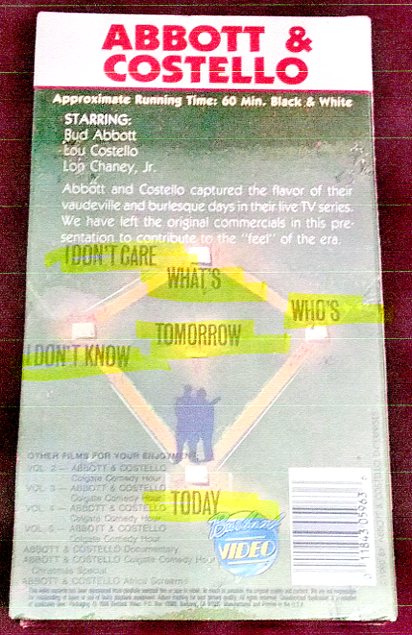 ABBOTT &
COSTELLO
Approximate Running Time: 60 Min. Black & White
STARRING:
Bud Abbott
Lou Costello
Lon Chaney, Jr.
Abbott and Costello captured the flavor of their
vaudeville and burlesque days in their live TV series.
We have left the original commercials in this pre-
sentation to contribute to the "feel" of the era.
I DON'T CARE
WHAT'S
WHO'S
TOMORROW
I DON'T KNOW
TODAY
OTHER FILMS FOR YOUR ENJOYMENT:
VOL. 2 — ABBOTT & COSTELLO
Colgate Comedy Hour
VOL. 3 — ABBOTT & COSTELLO
Colgate Comedy Hour
VOL. 4 — ABBOTT & COSTELLO
Colgate Comedy Hour
VOL. 5 — ABBOTT & COSTELLO
Colgate Comedy Hour
ABBOTT & COSTELLO Documentary
ABBOTT & COSTELLO Colgate Comedy Hour
Christmas Special
ABBOTT & COSTELLO Africa Screams
VIDEO
11843 05963